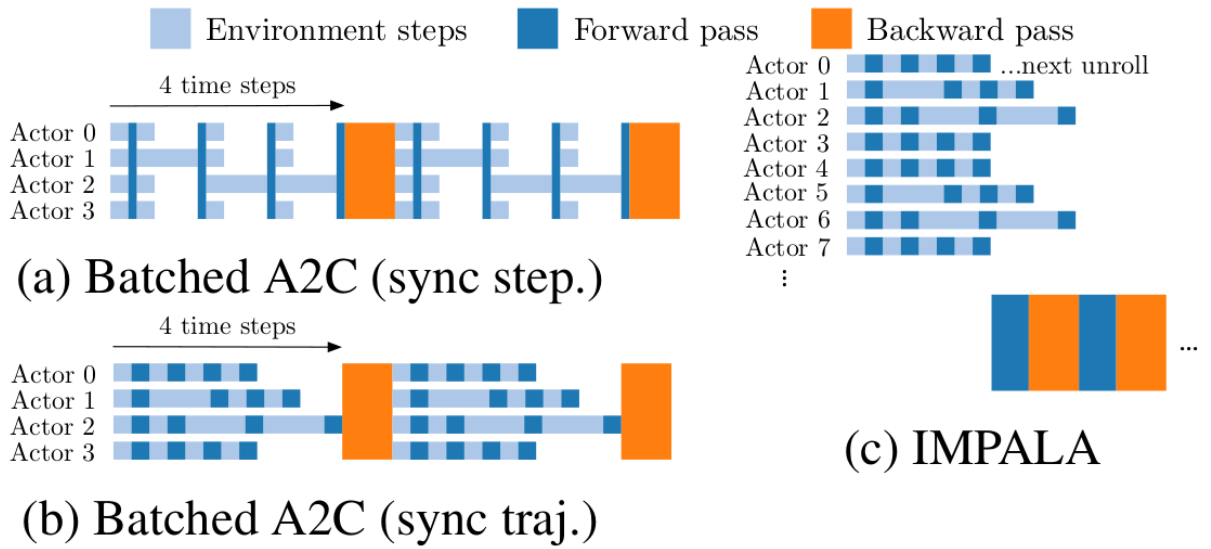 Environment steps Forward pass Backward pass
4 time steps
Actor 0
Actor 1
Actor 2
Actor 3
(a) Batched A2C (sync step.)
4 time steps
Actor 0
Actor 1
Actor 2
Actor 3
(b) Batched A2C (sync traj.)
Actor 0 ...next unroll
Actor 1
Actor 2
Actor 3
Actor 4
Actor 5
Actor 6
Actor 7
⋮
...
(c) IMPALA